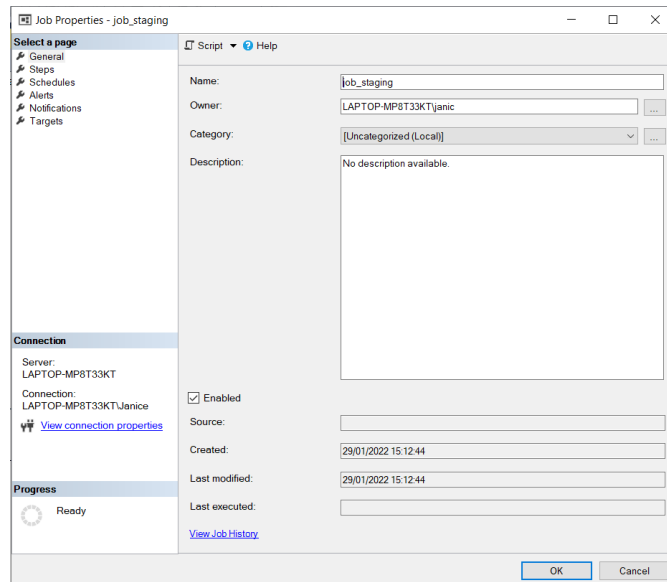 Job Properties - job_staging
Select a page
General
Steps
Schedules
Alerts
Notifications
Targets
Script
Help
Name:
job_staging
Owner:
LAPTOP-MP8T33KT\janic
...
Category:
[Uncategorized (Local)]
...
Description:
No description available.
Connection
Server:
LAPTOP-MP8T33KT
Connection:
LAPTOP-MP8T33KT\Janice
View connection properties
Enabled
Source:
Created:
29/01/2022 15:12:44
Last modified:
29/01/2022 15:12:44
Last executed:
View Job History
Progress
Ready
OK
Cancel